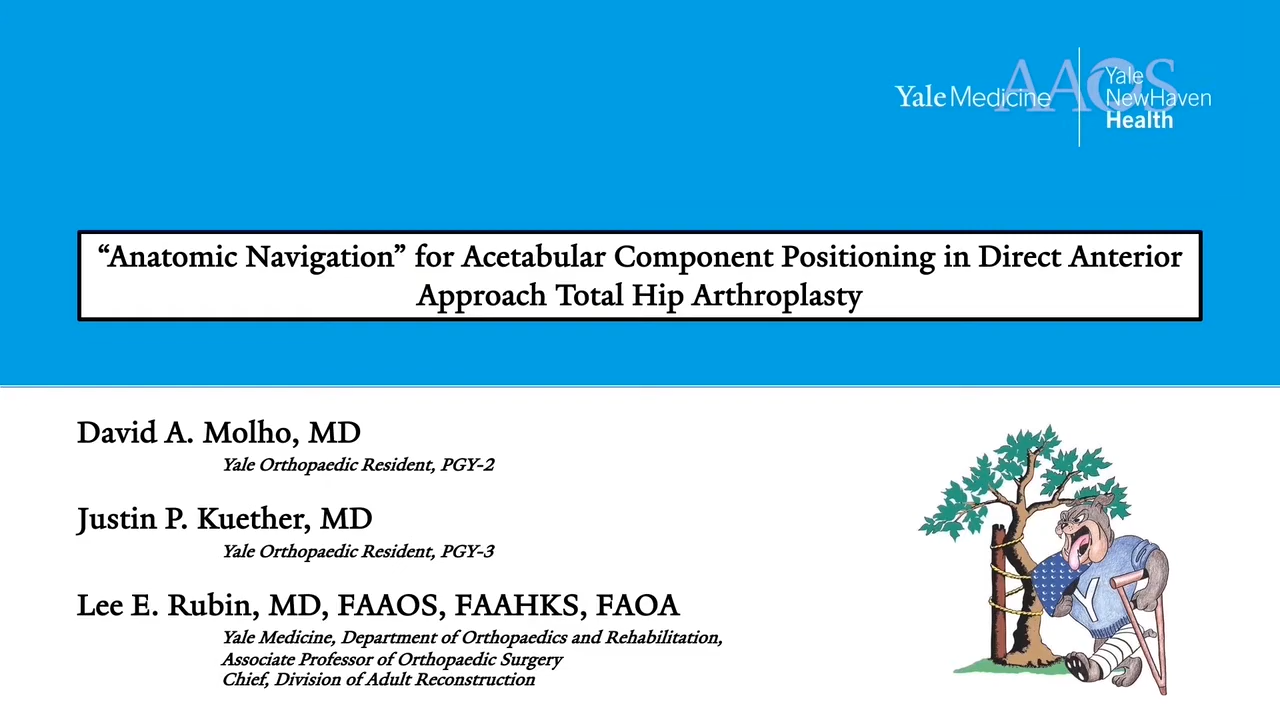 AAOS
Yale Medicine
Yale
NewHaven
Health
“Anatomic Navigation” for Acetabular Component Positioning in Direct Anterior
Approach Total Hip Arthroplasty
David A. Molho, MD
Yale Orthopaedic Resident, PGY-2
Justin P. Kuether, MD
Yale Orthopaedic Resident, PGY-3
Lee E. Rubin, MD, FAAOS, FAAHKS, FAOA
Yale Medicine, Department of Orthopaedics and Rehabilitation,
Associate Professor of Orthopaedic Surgery
Chief, Division of Adult Reconstruction
Y